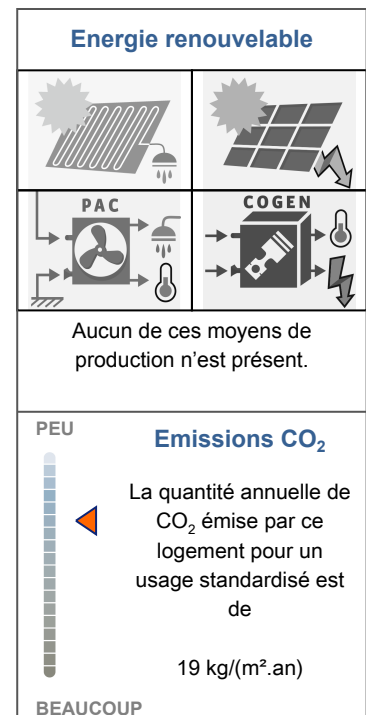 Energie renouvelable
PAC
COGEN
Aucun de ces moyens de
production n'est présent.
PEU
Emissions CO₂
La quantité annuelle de
CO₂ émise par ce
logement pour un
usage standardisé est
de
19 kg/(m².an)
BEAUCOUP